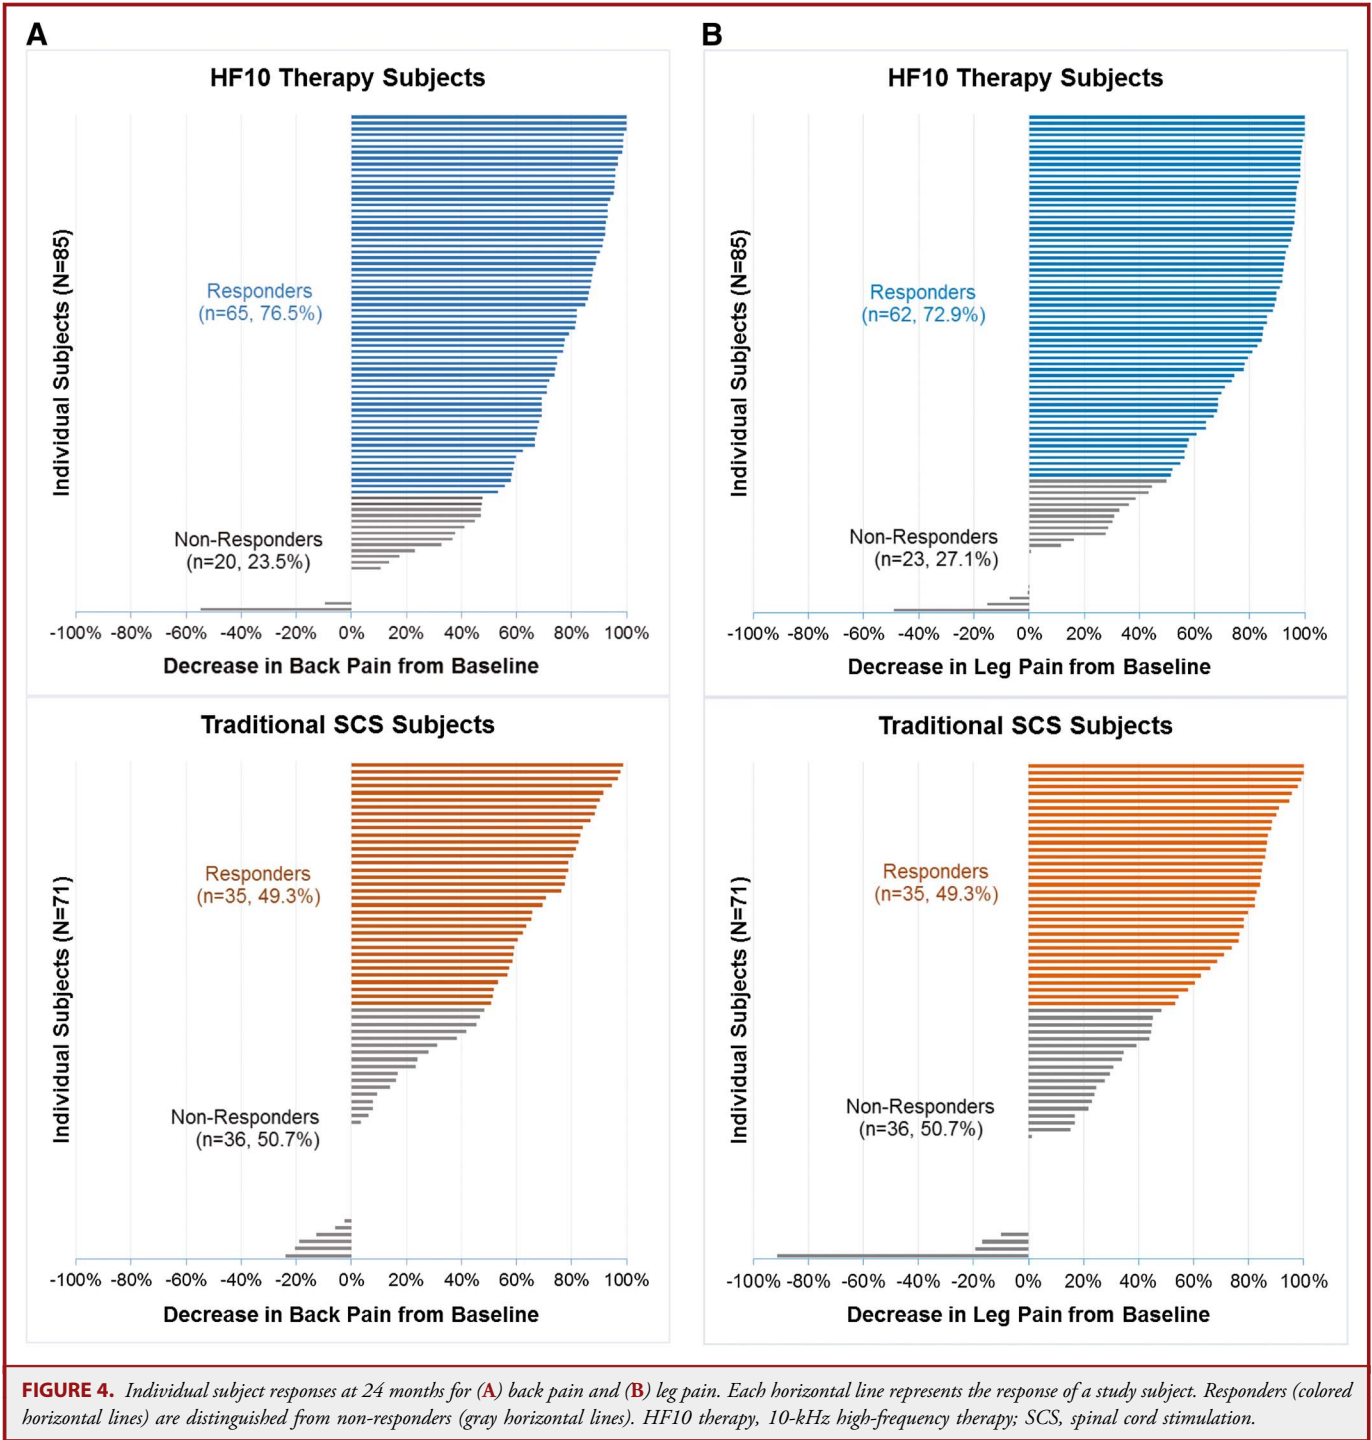 A
HF10 Therapy Subjects
Individual Subjects (N=85)
Responders
(n=65, 76.5%)
Non-Responders
(n=20, 23.5%)
-100% -80% -60% -40% -20% 0% 20% 40% 60% 80% 100%
Decrease in Back Pain from Baseline
B
HF10 Therapy Subjects
Individual Subjects (N=85)
Responders
(n=62, 72.9%)
Non-Responders
(n=23, 27.1%)
-100% -80% -60% -40% -20% 0% 20% 40% 60% 80% 100%
Decrease in Leg Pain from Baseline
Traditional SCS Subjects
Individual Subjects (N=71)
Responders
(n=35, 49.3%)
Non-Responders
(n=36, 50.7%)
-100% -80% -60% -40% -20% 0% 20% 40% 60% 80% 100%
Decrease in Back Pain from Baseline
Traditional SCS Subjects
Individual Subjects (N=71)
Responders
(n=35, 49.3%)
Non-Responders
(n=36, 50.7%)
-100% -80% -60% -40% -20% 0% 20% 40% 60% 80% 100%
Decrease in Leg Pain from Baseline
FIGURE 4. Individual subject responses at 24 months for (A) back pain and (B) leg pain. Each horizontal line represents the response of a study subject. Responders (colored
horizontal lines) are distinguished from non-responders (gray horizontal lines). HF10 therapy, 10-kHz high-frequency therapy; SCS, spinal cord stimulation.